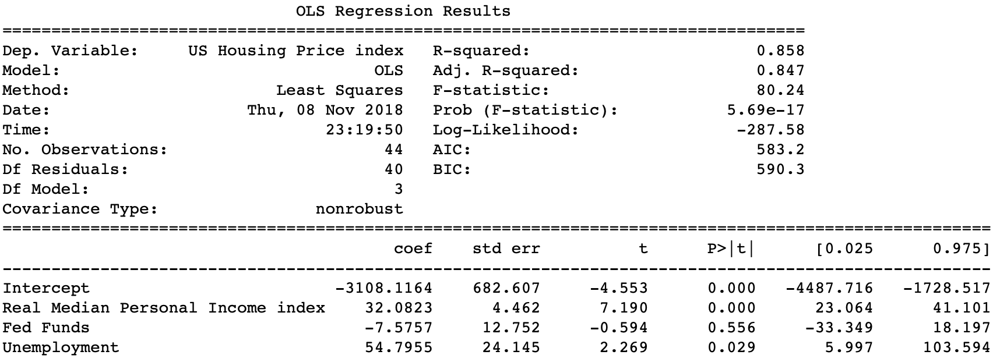 OLS Regression Results
==============================================================================
Dep. Variable: US Housing Price index R-squared: 0.858
Model: OLS Adj. R-squared: 0.847
Method: Least Squares F-statistic: 80.24
Date: Thu, 08 Nov 2018 Prob (F-statistic): 5.69e-17
Time: 23:19:50 Log-Likelihood: -287.58
No. Observations: 44 AIC: 583.2
Df Residuals: 40 BIC: 590.3
Df Model: 3
Covariance Type: nonrobust
==============================================================================
coef std err t P>|t| [0.025 0.975]
------------------------------------------------------------------------------
Intercept -3108.1164 682.607 -4.553 0.000 -4487.716 -1728.517
Real Median Personal Income index 32.0823 4.462 7.190 0.000 23.064 41.101
Fed Funds -7.5757 12.752 -0.594 0.556 -33.349 18.197
Unemployment 54.7955 24.145 2.269 0.029 5.997 103.594